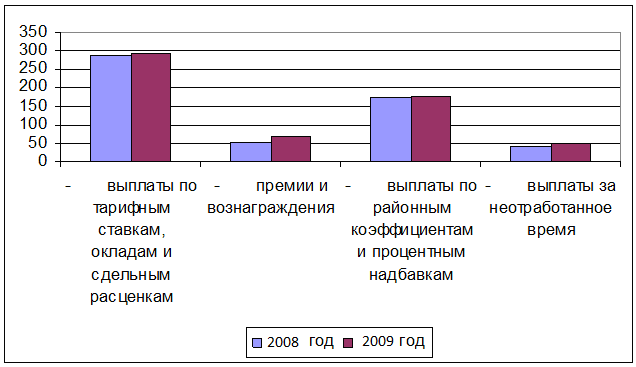 350
300
250
200
150
100
50
0
- выплаты по
тарифным
ставкам,
окладам и
сдельным
расценкам
- премии и
вознаграждения
- выплаты по
районным
коэффициентам
и процентным
надбавкам
- выплаты за
неотработанное
время
2008 год 2009 год